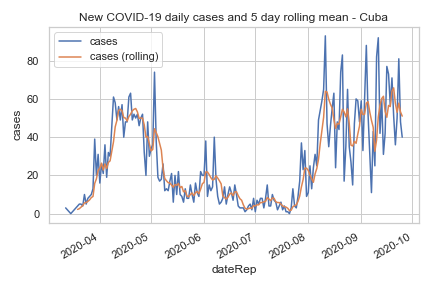 New COVID-19 daily cases and 5 day rolling mean - Cuba
cases
cases (rolling)
80
60
40
20
0
cases
2020-04
2020-05
2020-06
2020-07
2020-08
2020-09
2020-10
dateRep